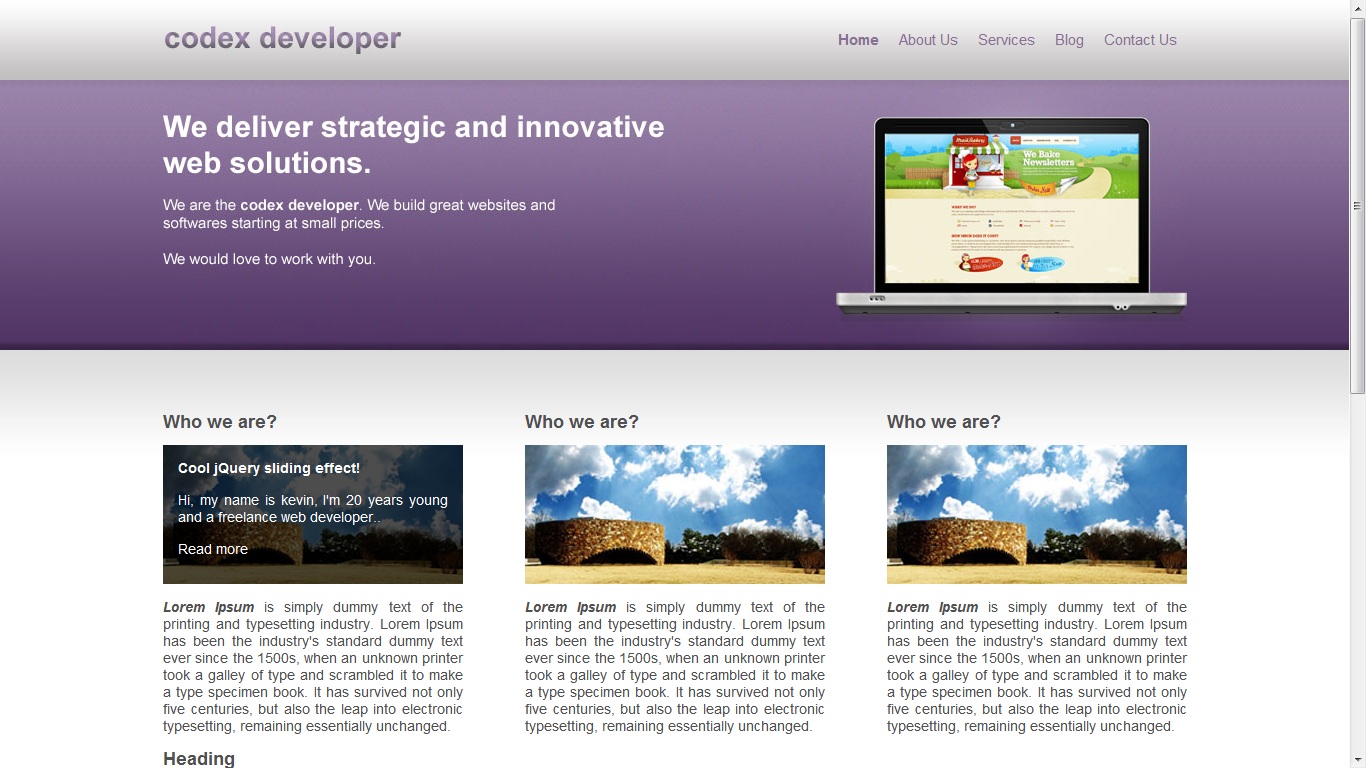 codex developer
Home About Us Services Blog Contact Us
We deliver strategic and innovative
web solutions.
We are the codex developer. We build great websites and
softwares starting at small prices.
We would love to work with you.
We Bake
Newsletters
Who we are?
Cool jQuery sliding effect!
Hi, my name is kevin, I'm 20 years young
and a freelance web developer..
Read more
Lorem Ipsum is simply dummy text of the
printing and typesetting industry. Lorem Ipsum
has been the industry's standard dummy text
ever since the 1500s, when an unknown printer
took a galley of type and scrambled it to make
a type specimen book. It has survived not only
five centuries, but also the leap into electronic
typesetting, remaining essentially unchanged.
Who we are?
Lorem Ipsum is simply dummy text of the
printing and typesetting industry. Lorem Ipsum
has been the industry's standard dummy text
ever since the 1500s, when an unknown printer
took a galley of type and scrambled it to make
a type specimen book. It has survived not only
five centuries, but also the leap into electronic
typesetting, remaining essentially unchanged.
Who we are?
Lorem Ipsum is simply dummy text of the
printing and typesetting industry. Lorem Ipsum
has been the industry's standard dummy text
ever since the 1500s, when an unknown printer
took a galley of type and scrambled it to make
a type specimen book. It has survived not only
five centuries, but also the leap into electronic
typesetting, remaining essentially unchanged.
Heading